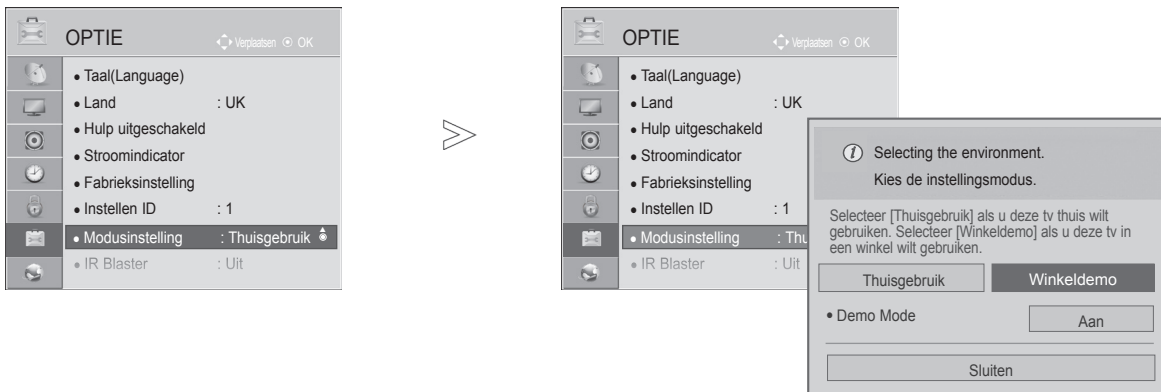 OPTIE
Verplaatsen OK
• Taal(Language)
• Land : UK
• Hulp uitgeschakeld
• Stroomindicator
• Fabrieksinstelling
• Instellen ID : 1
• Modusinstelling : Thuisgebruik
• IR Blaster : Uit
OPTIE
Verplaatsen OK
• Taal(Language)
• Land : UK
• Hulp uitgeschakeld
• Stroomindicator
• Fabrieksinstelling
• Instellen ID : 1
• Modusinstelling : Thu
• IR Blaster : Uit
i Selecting the environment.
Kies de instellingsmodus.
Selecteer [Thuisgebruik] als u deze tv thuis wilt
gebruiken. Selecteer [Winkeldemo] als u deze tv in
een winkel wilt gebruiken.
Thuisgebruik Winkeldemo
• Demo Mode Aan
Sluiten